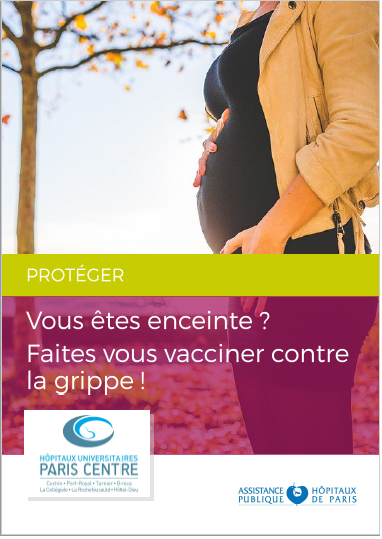 PROTÉGER
Vous êtes enceinte ?
Faites vous vacciner contre
la grippe !
HÔPITAUX UNIVERSITAIRES
PARIS CENTRE
Cochin • Port-Royal • Tarnier • Broca
La Collégiale • La Rochefoucauld • Hôtel-Dieu
ASSISTANCE PUBLIQUE
HÔPITAUX DE PARIS